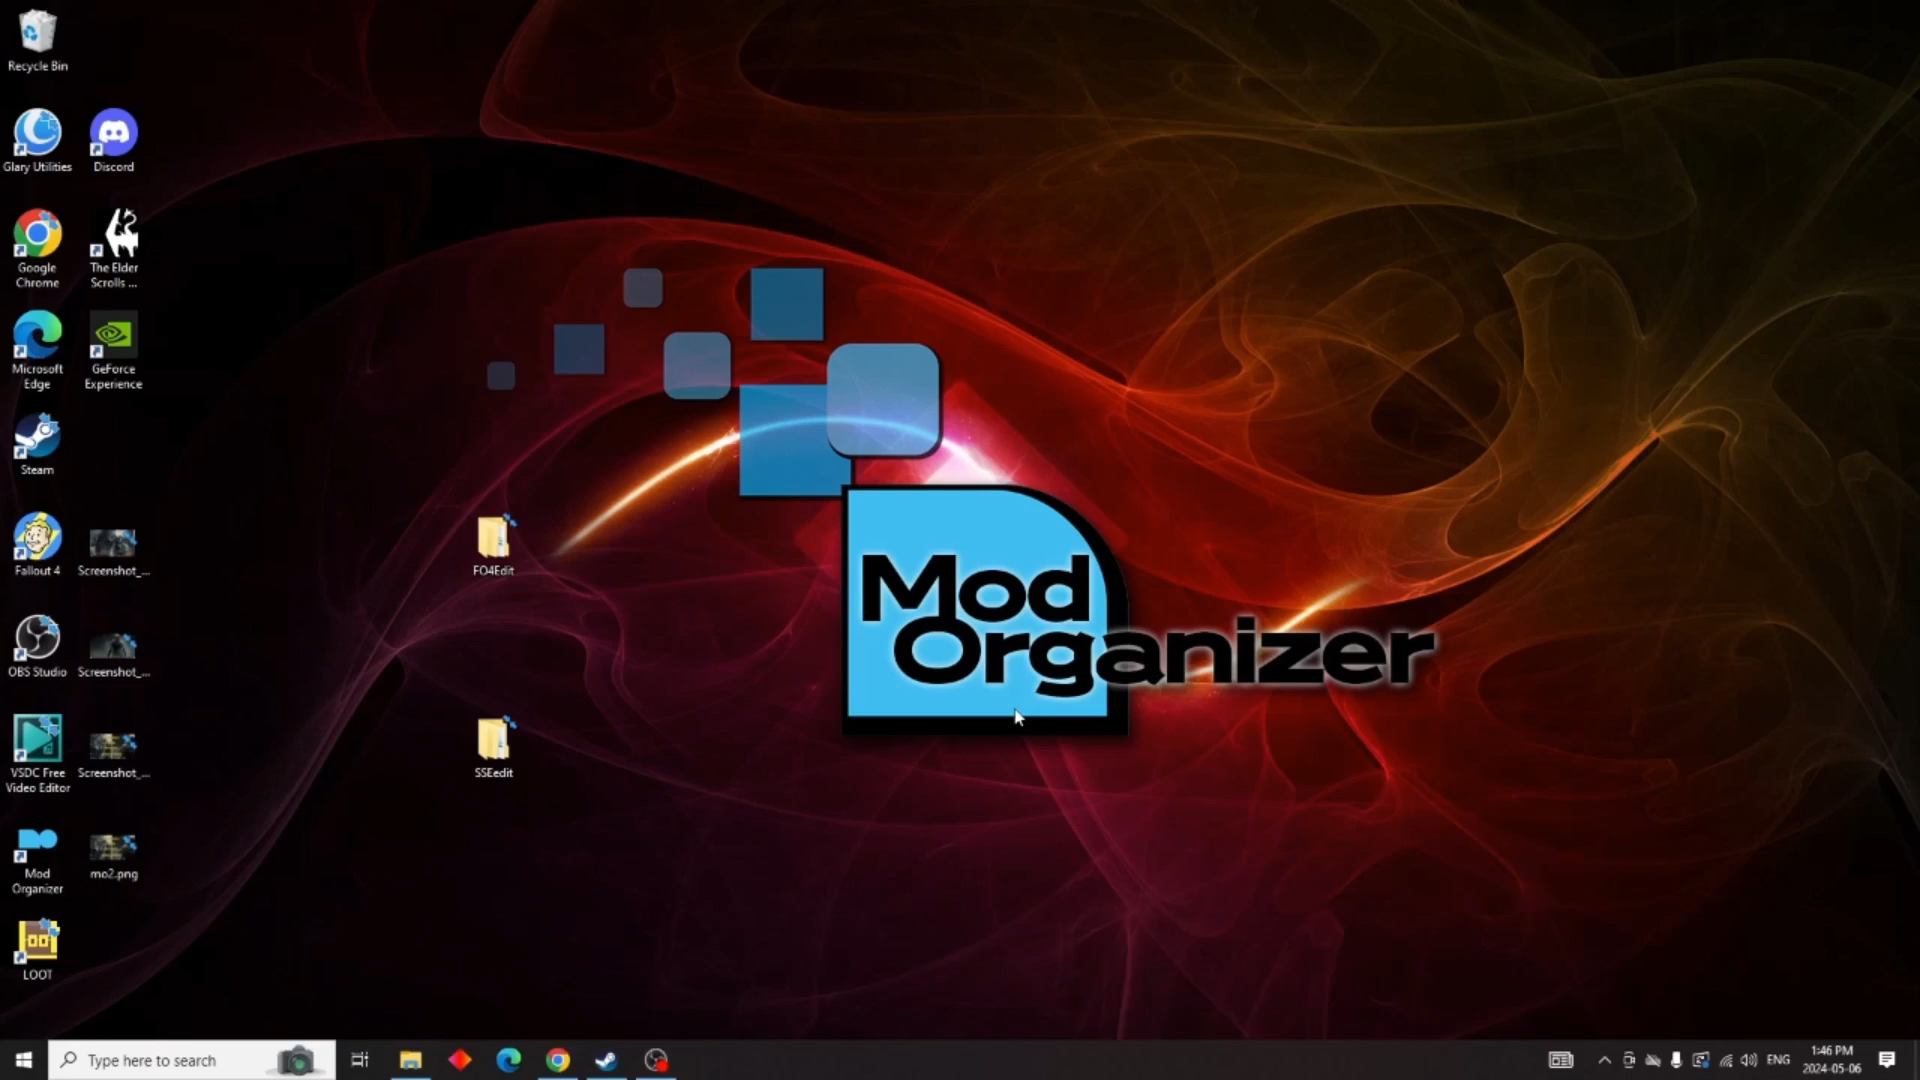 Recycle Bin
Glary Utilities
Discord
Google
Chrome
The Elder
Scrolls ...
Microsoft
Edge
GeForce
Experience
Steam
Fallout 4
Screenshot_...
FO4Edit
Mod
Organizer
OBS Studio
Screenshot_...
VSDC Free
Video Editor
Screenshot_...
SSEedit
Mod
Organizer
mo2.png
LOOT
Type here to search
ENG
1:46 PM
2024-05-06